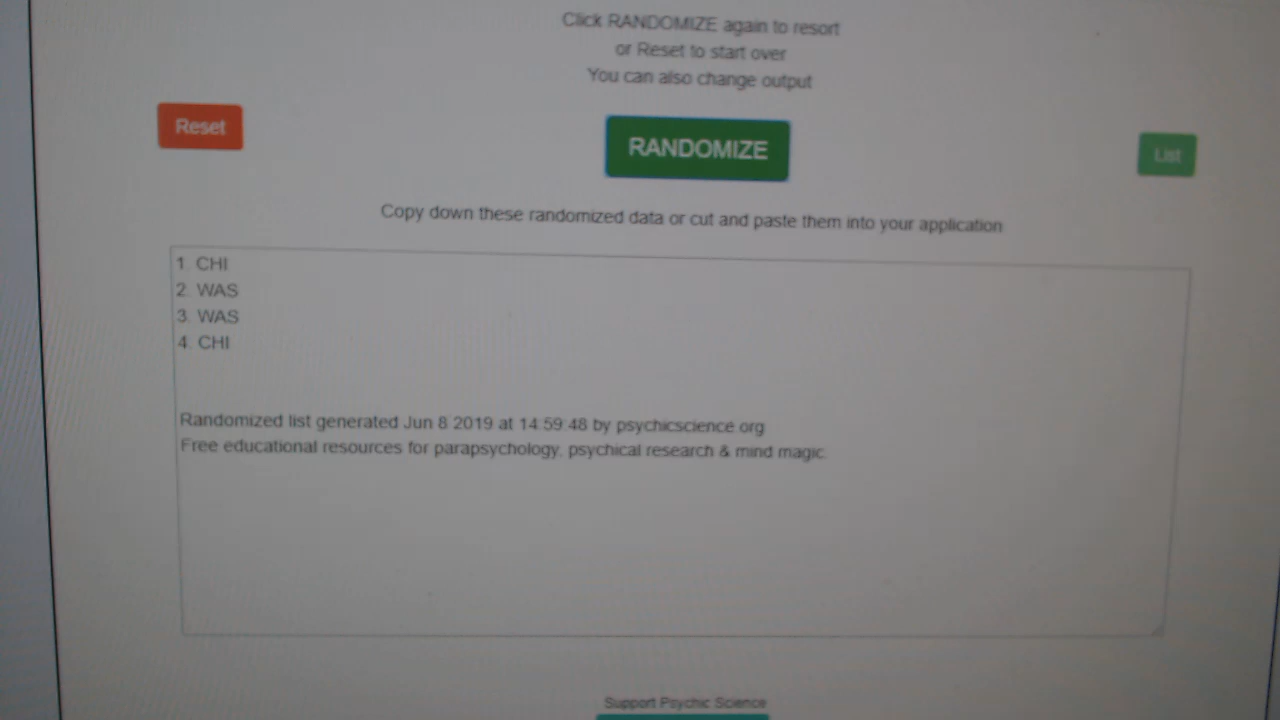 Click RANDOMIZE again to resort
or Reset to start over
You can also change output
Reset
RANDOMIZE
List
Copy down these randomized data or cut and paste them into your application
1. CHI
2. WAS
3. WAS
4. CHI
Randomized list generated Jun 8 2019 at 14:59:48 by psychicscience.org
Free educational resources for parapsychology, psychical research & mind magic.
Support Psychic Science